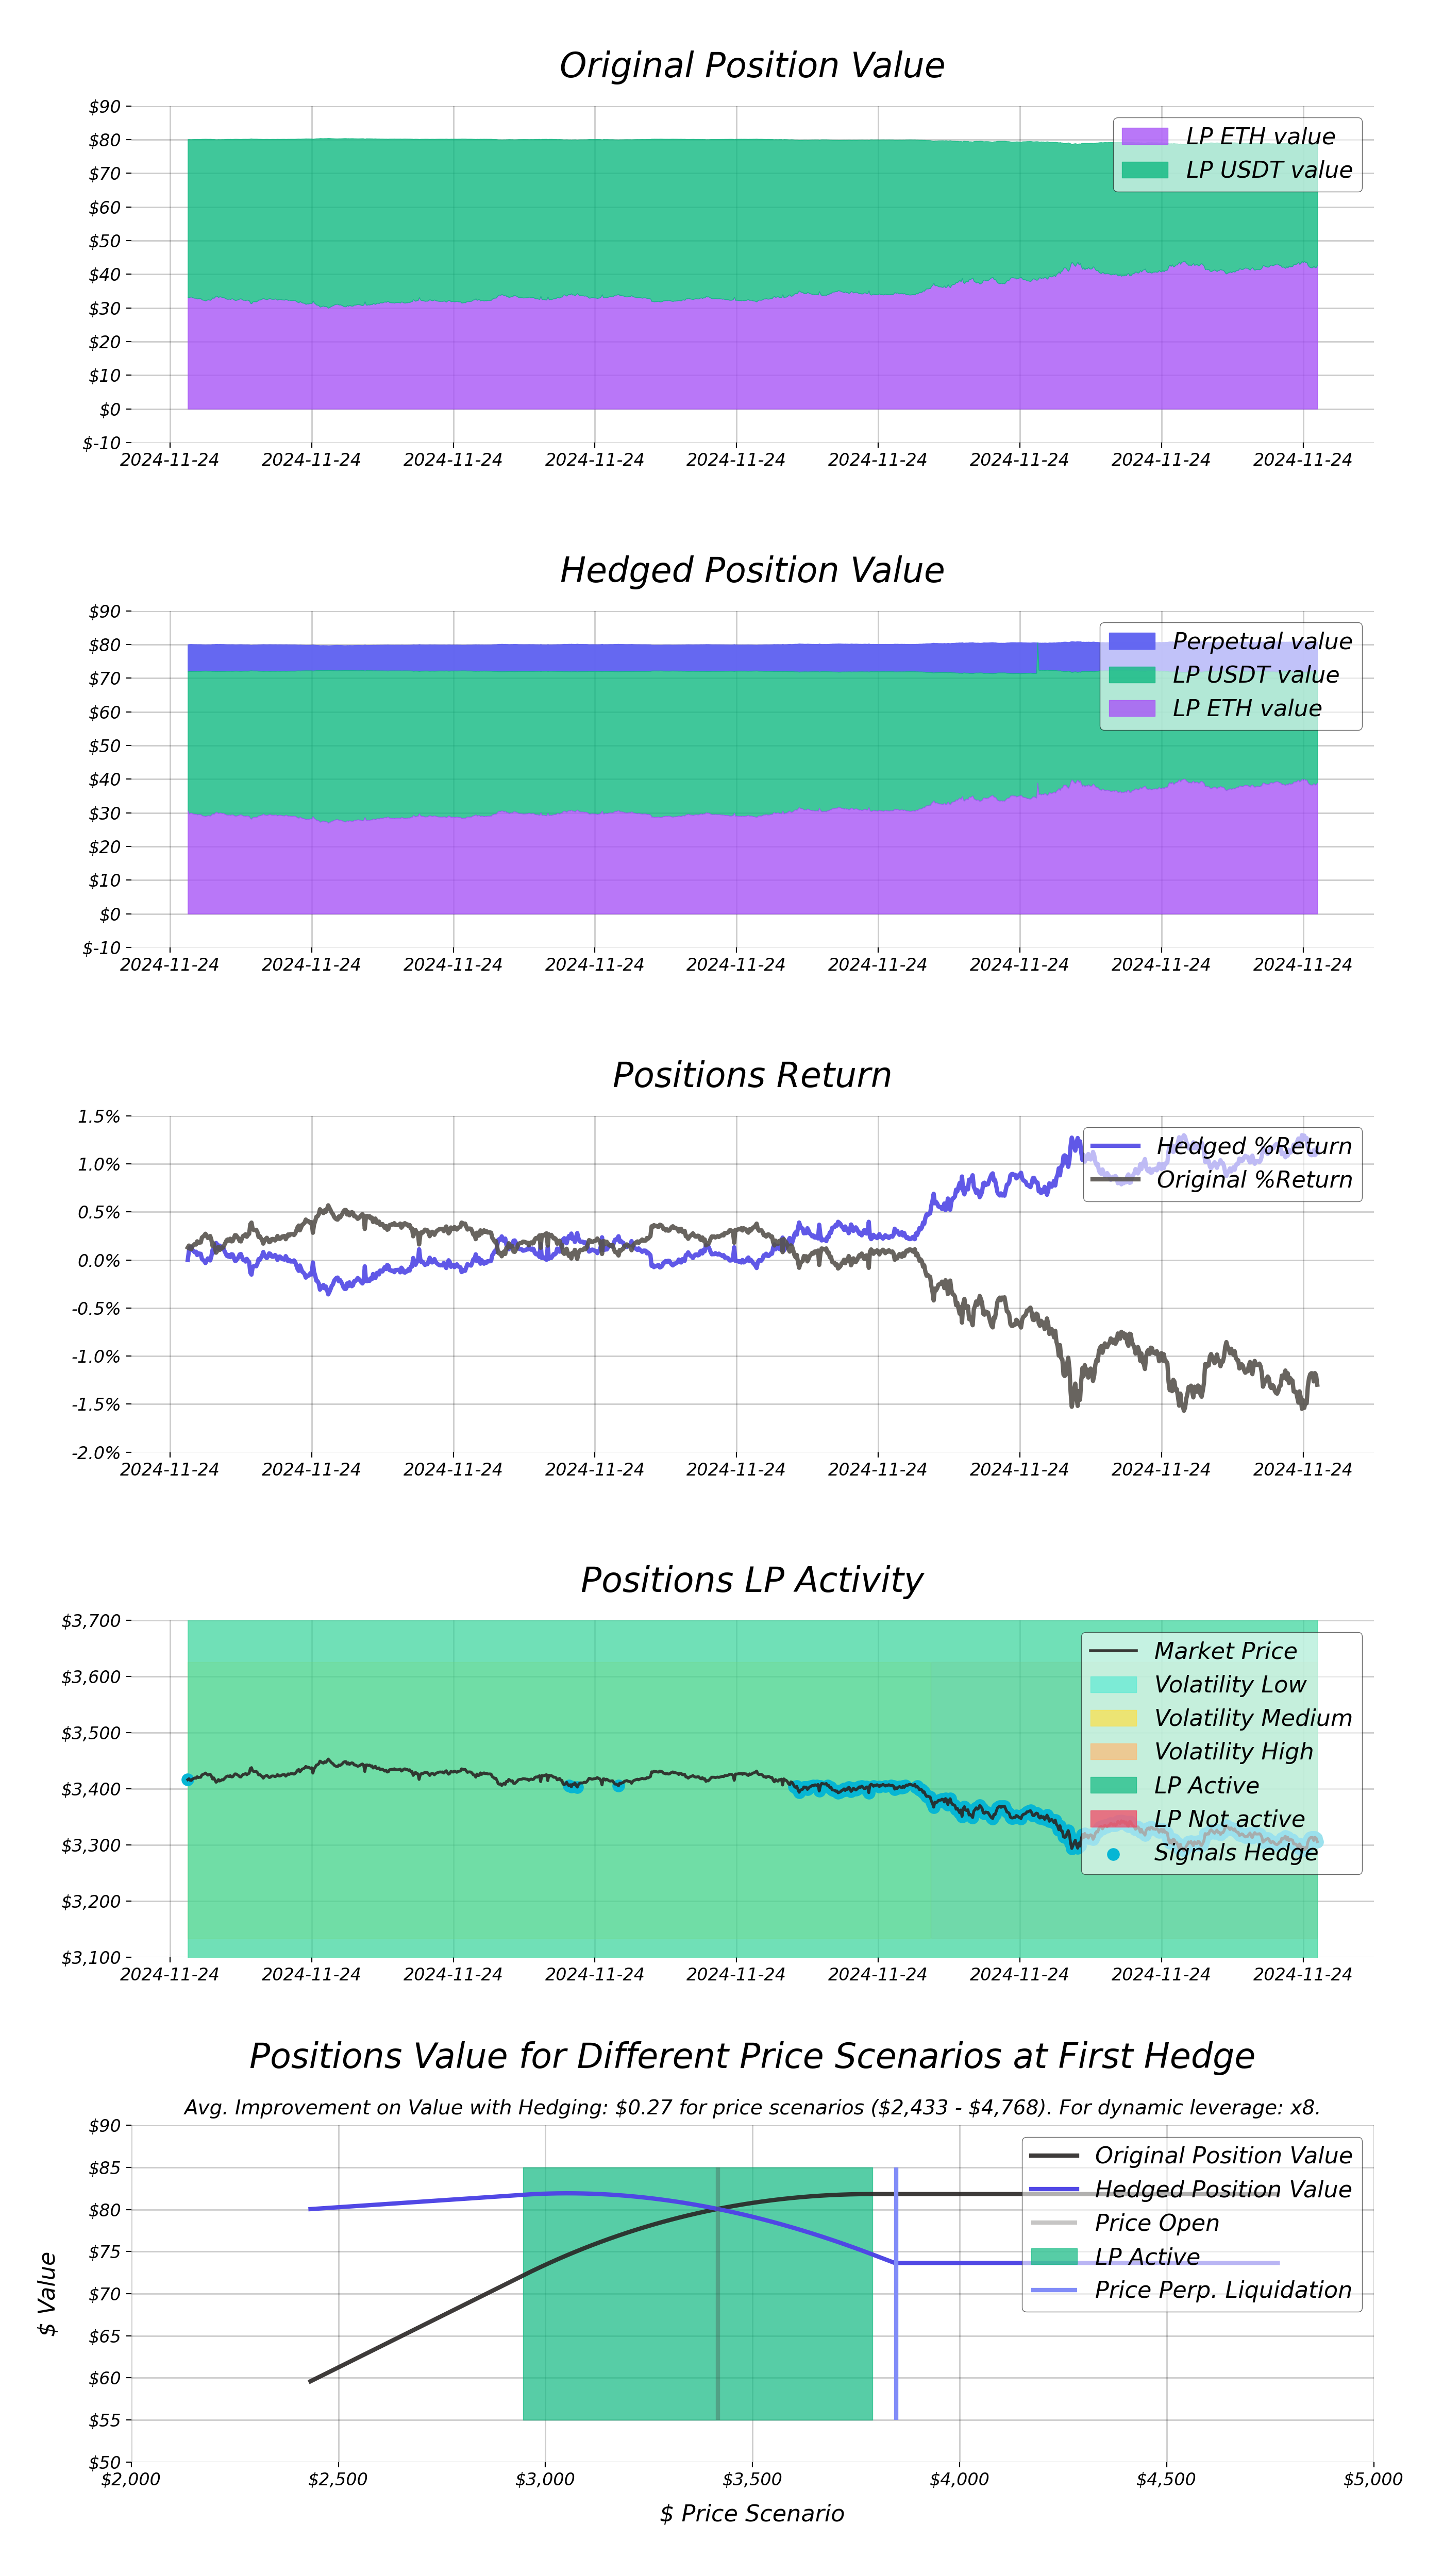 Original Position Value
$90
$80
$70
$60
$50
$40
$30
$20
$10
$0
$-10
LP ETH value
LP USDT value
2024-11-24 2024-11-24 2024-11-24 2024-11-24 2024-11-24 2024-11-24 2024-11-24 2024-11-24 2024-11-24
Hedged Position Value
$90
$80
$70
$60
$50
$40
$30
$20
$10
$0
$-10
Perpetual value
LP USDT value
LP ETH value
2024-11-24 2024-11-24 2024-11-24 2024-11-24 2024-11-24 2024-11-24 2024-11-24 2024-11-24 2024-11-24
Positions Return
1.5%
1.0%
0.5%
0.0%
-0.5%
-1.0%
-1.5%
-2.0%
Hedged %Return
Original %Return
2024-11-24 2024-11-24 2024-11-24 2024-11-24 2024-11-24 2024-11-24 2024-11-24 2024-11-24 2024-11-24
Positions LP Activity
$3,700
$3,600
$3,500
$3,400
$3,300
$3,200
$3,100
Market Price
Volatility Low
Volatility Medium
Volatility High
LP Active
LP Not active
Signals Hedge
2024-11-24 2024-11-24 2024-11-24 2024-11-24 2024-11-24 2024-11-24 2024-11-24 2024-11-24 2024-11-24
Positions Value for Different Price Scenarios at First Hedge
Avg. Improvement on Value with Hedging: $0.27 for price scenarios ($2,433 - $4,768). For dynamic leverage: x8.
$ Value
$90
$85
$80
$75
$70
$65
$60
$55
$50
Original Position Value
Hedged Position Value
Price Open
LP Active
Price Perp. Liquidation
$2,000 $2,500 $3,000 $3,500 $4,000 $4,500 $5,000
$ Price Scenario